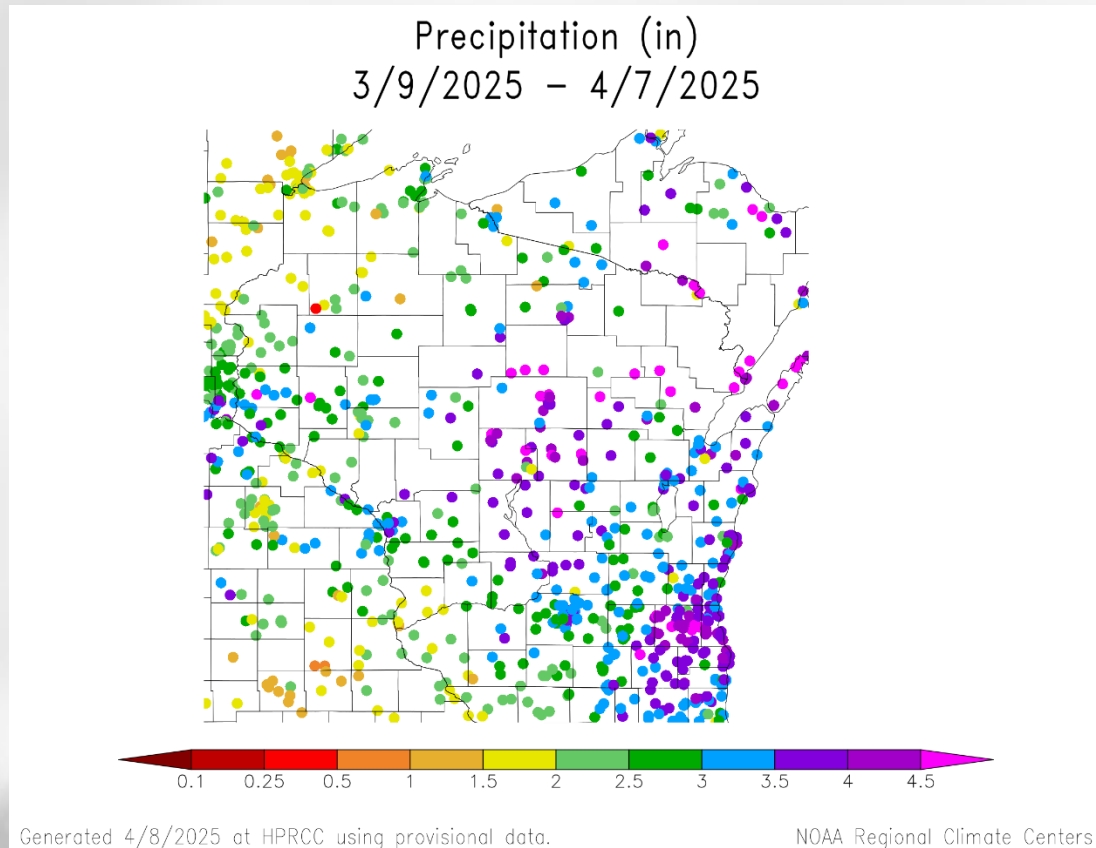 Precipitation (in)
3/9/2025 – 4/7/2025
0.1 0.25 0.5 1 1.5 2 2.5 3 3.5 4 4.5
Generated 4/8/2025 at HPRCC using provisional data. NOAA Regional Climate Centers